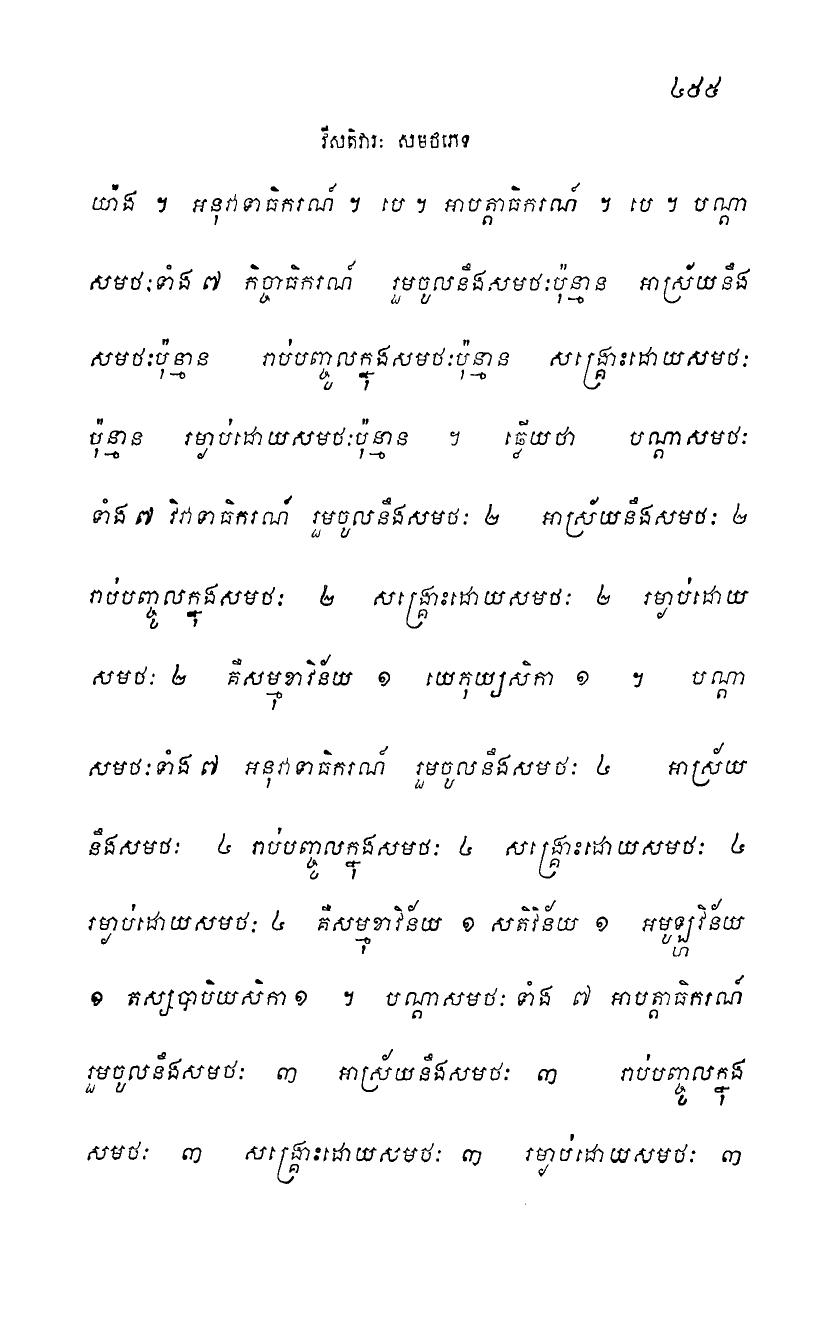 ៤៥៥
វីសតិវារៈ សមថភេទ
យ៉ាង ។ អនុវាទាធិករណ៍ ។ បេ ។ អាបត្តាធិករណ៍ ។ បេ ។ បណ្តា
សមថៈទាំង ៧ កិច្ចាធិករណ៍ រួមចូលនឹងសមថៈប៉ុន្មាន អាស្រ័យនឹង
សមថៈប៉ុន្មាន រាប់បញ្ចូលក្នុងសមថៈប៉ុន្មាន សង្គ្រោះដោយសមថៈ
ប៉ុន្មាន រម្ងាប់ដោយសមថៈប៉ុន្មាន ។ ឆ្លើយថា បណ្តាសមថៈ
ទាំង ៧ វិវាទាធិករណ៍ រួមចូលនឹងសមថៈ ២ អាស្រ័យនឹងសមថៈ ២
រាប់បញ្ចូលក្នុងសមថៈ ២ សង្គ្រោះដោយសមថៈ ២ រម្ងាប់ដោយ
សមថៈ ២ គឺសម្មុខាវិន័យ ១ យេភុយ្យសិកា ១ ។ បណ្តា
សមថៈទាំង ៧ អនុវាទាធិករណ៍ រួមចូលនឹងសមថៈ ៤ អាស្រ័យ
នឹងសមថៈ ៤ រាប់បញ្ចូលក្នុងសមថៈ ៤ សង្គ្រោះដោយសមថៈ ៤
រម្ងាប់ដោយសមថៈ ៤ គឺសម្មុខាវិន័យ ១ សតិវិន័យ ១ អមូឡ្ហវិន័យ
១ តស្សបាបិយសិកា ១ ។ បណ្តាសមថៈ ទាំង ៧ អាបត្តាធិករណ៍
រួមចូលនឹងសមថៈ ៣ អាស្រ័យនឹងសមថៈ ៣ រាប់បញ្ចូលក្នុង
សមថៈ ៣ សង្គ្រោះដោយសមថៈ ៣ រម្ងាប់ដោយសមថៈ ៣